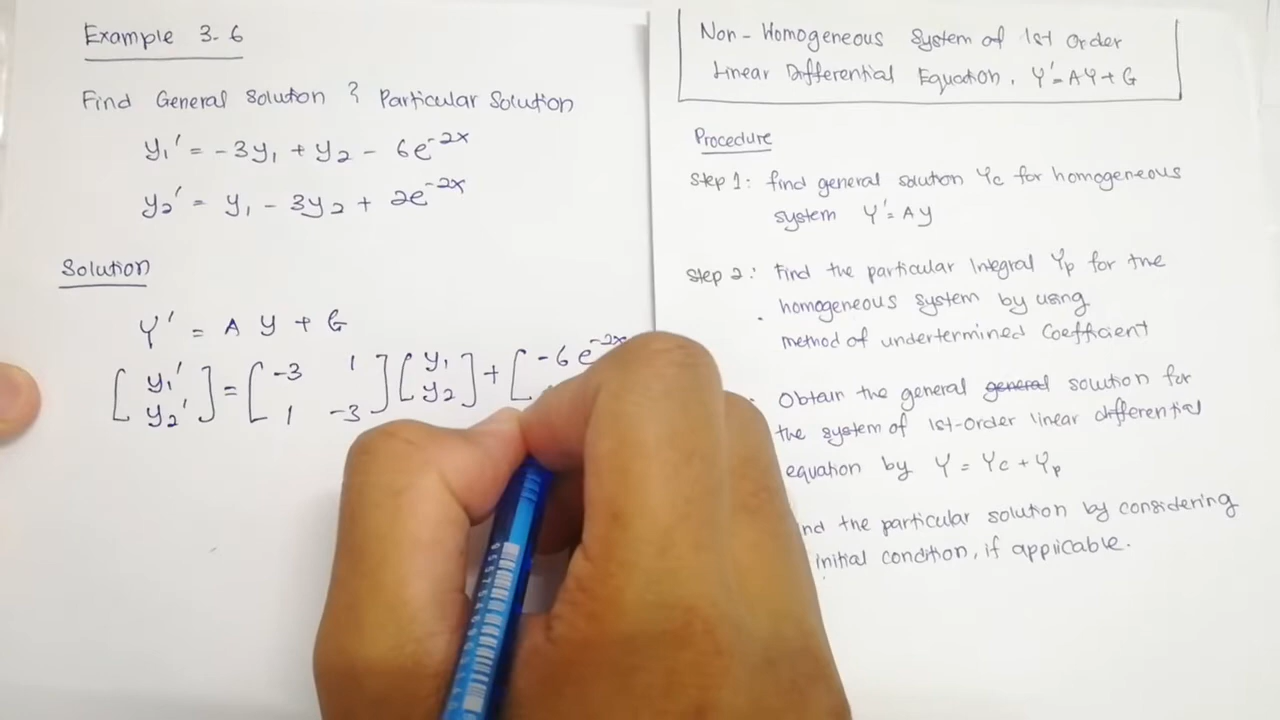 Example 3.6
Find General Solution & Particular Solution
y₁' = -3y₁ + y₂ - 6e⁻²ˣ
y₂' = y₁ - 3y₂ + 2e⁻²ˣ
Solution
Y' = A Y + G
[ y₁' ] = [ -3 1 ] [ y₁ ] + [ -6e⁻²ˣ
[ y₂' ] [ 1 -3 ] [ y₂ ]
Non-Homogeneous System of 1st Order
Linear Differential Equation, Y' = AY + G
Procedure
Step 1: find general solution Yc for homogeneous
system Y' = AY
Step 2: Find the particular Integral Yp for the
homogeneous system by using
method of undertermined coefficient
Obtain the general general solution for
the system of 1st-order linear differential
equation by Y = Yc + Yp
nd the particular solution by considering
initial condition, if applicable.